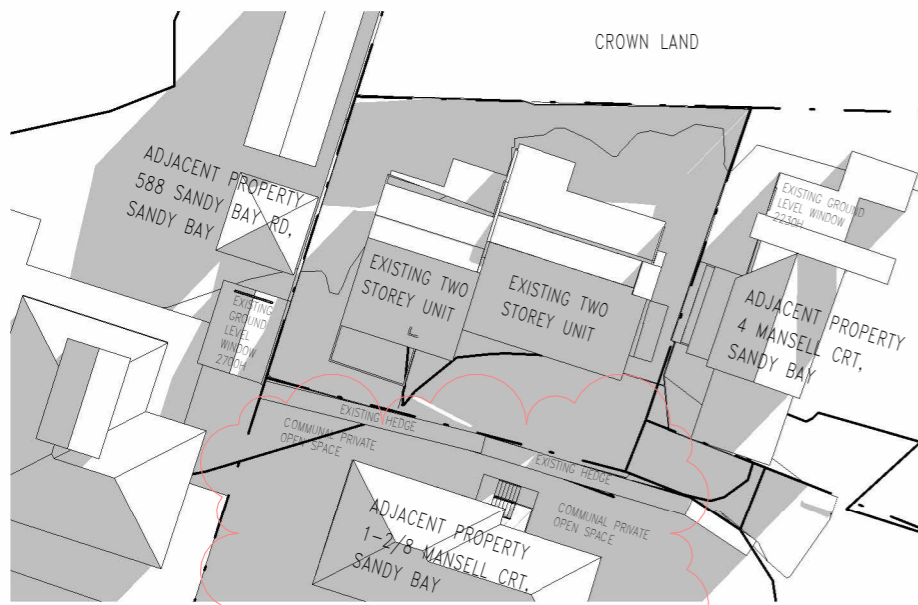 CROWN LAND
ADJACENT PROPERTY
588 SANDY BAY RD,
SANDY BAY
EXISTING GROUND
LEVEL WINDOW
2230H
EXISTING TWO
STOREY UNIT
EXISTING TWO
STOREY UNIT
ADJACENT PROPERTY
4 MANSELL CRT,
SANDY BAY
EXISTING
GROUND
LEVEL
WINDOW
2700H
EXISTING HEDGE
COMMUNAL PRIVATE
OPEN SPACE
EXISTING HEDGE
COMMUNAL PRIVATE
OPEN SPACE
ADJACENT PROPERTY
1-2/8 MANSELL CRT,
SANDY BAY